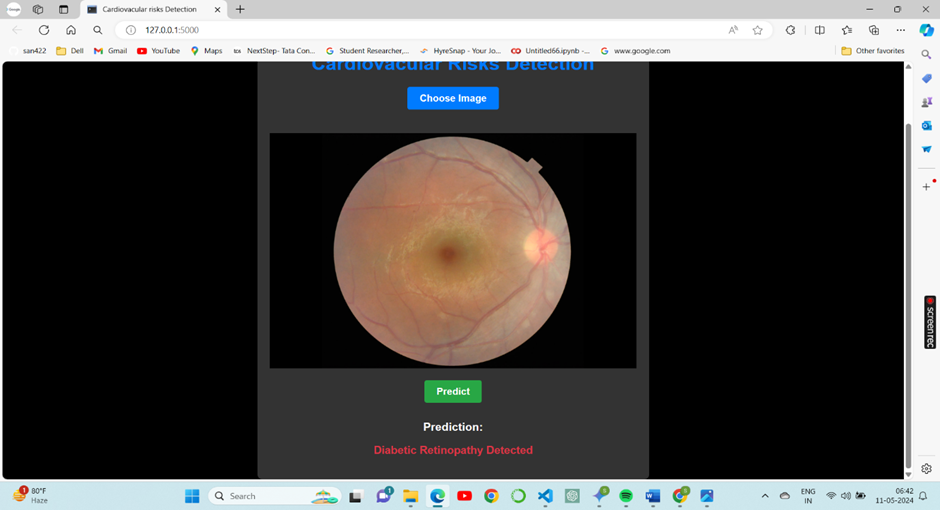 Cardiovacular risks Detection
127.0.0.1:5000
san422 Dell Gmail YouTube Maps NextStep- Tata Con... Student Researcher,... HyreSnap - Your Jo... Untitled66.ipynb -... www.google.com Other favorites
Cardiovacular Risks Detection
Choose Image
Predict
Prediction:
Diabetic Retinopathy Detected
screen rec
80°F
Haze
Search
ENG
IN
06:42
11-05-2024